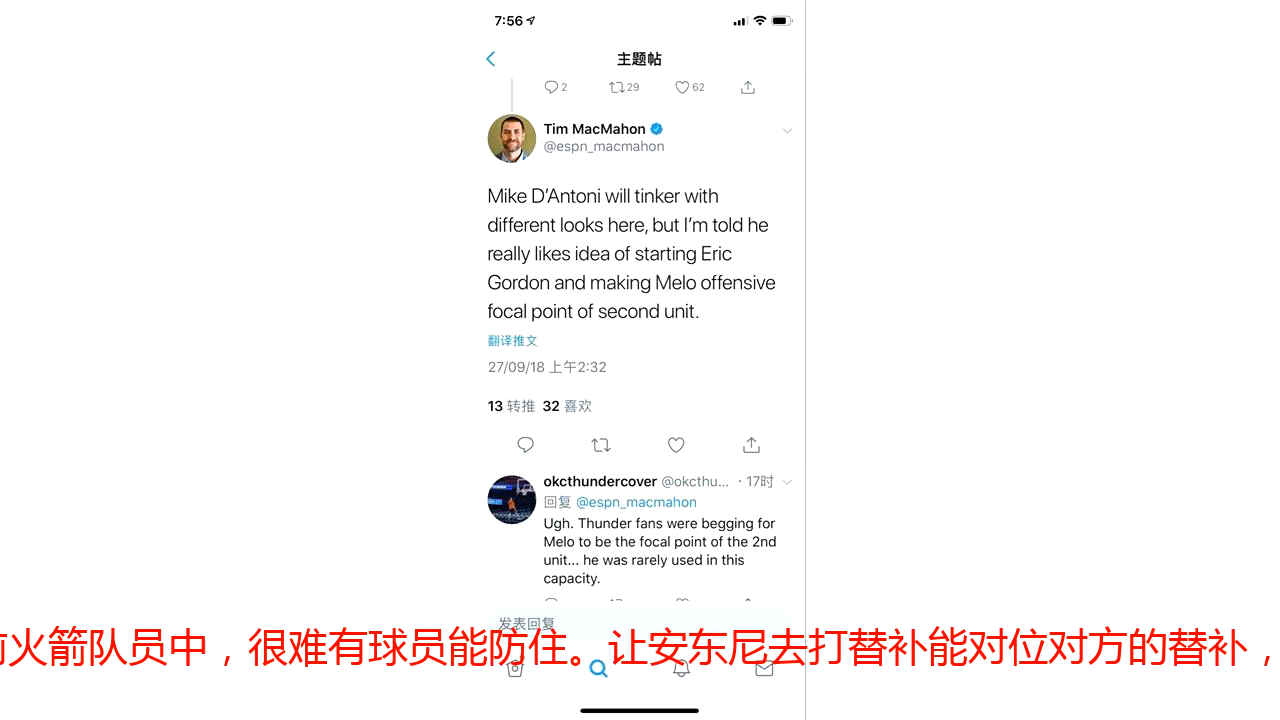 7:56
主题帖
2 29 62
Tim MacMahon
@espn_macmahon
Mike D'Antoni will tinker with
different looks here, but I'm told he
really likes idea of starting Eric
Gordon and making Melo offensive
focal point of second unit.
翻译推文
27/09/18 上午2:32
13 转推 32 喜欢
okcthundercover @okcthu... · 17时
回复 @espn_macmahon
Ugh. Thunder fans were begging for
Melo to be the focal point of the 2nd
unit... he was rarely used in this
capacity.
发表回复
火箭队员中，很难有球员能防住。让安东尼去打替补能对位对方的替补，